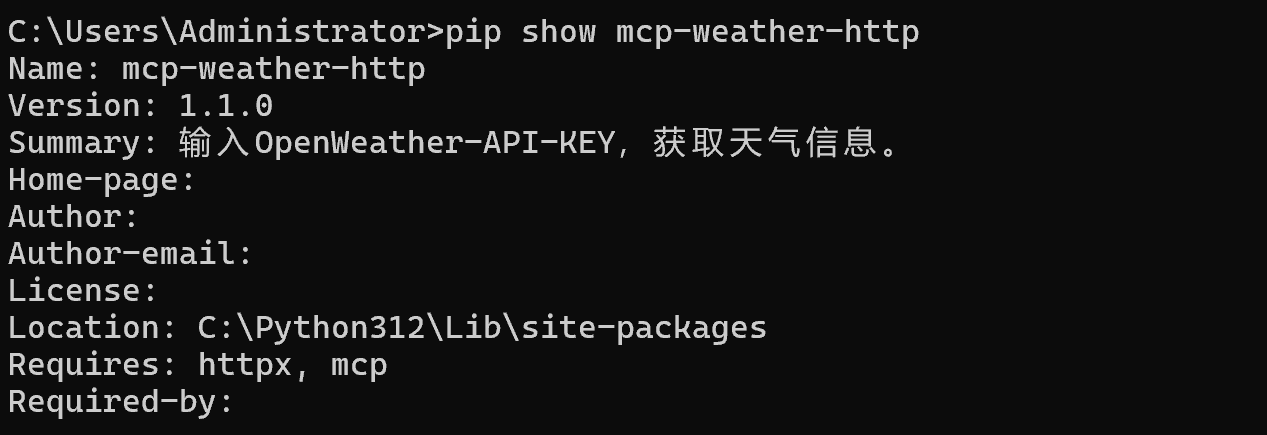 C:\Users\Administrator>pip show mcp-weather-http
Name: mcp-weather-http
Version: 1.1.0
Summary: 输入OpenWeather-API-KEY，获取天气信息。
Home-page:
Author:
Author-email:
License:
Location: C:\Python312\Lib\site-packages
Requires: httpx, mcp
Required-by: